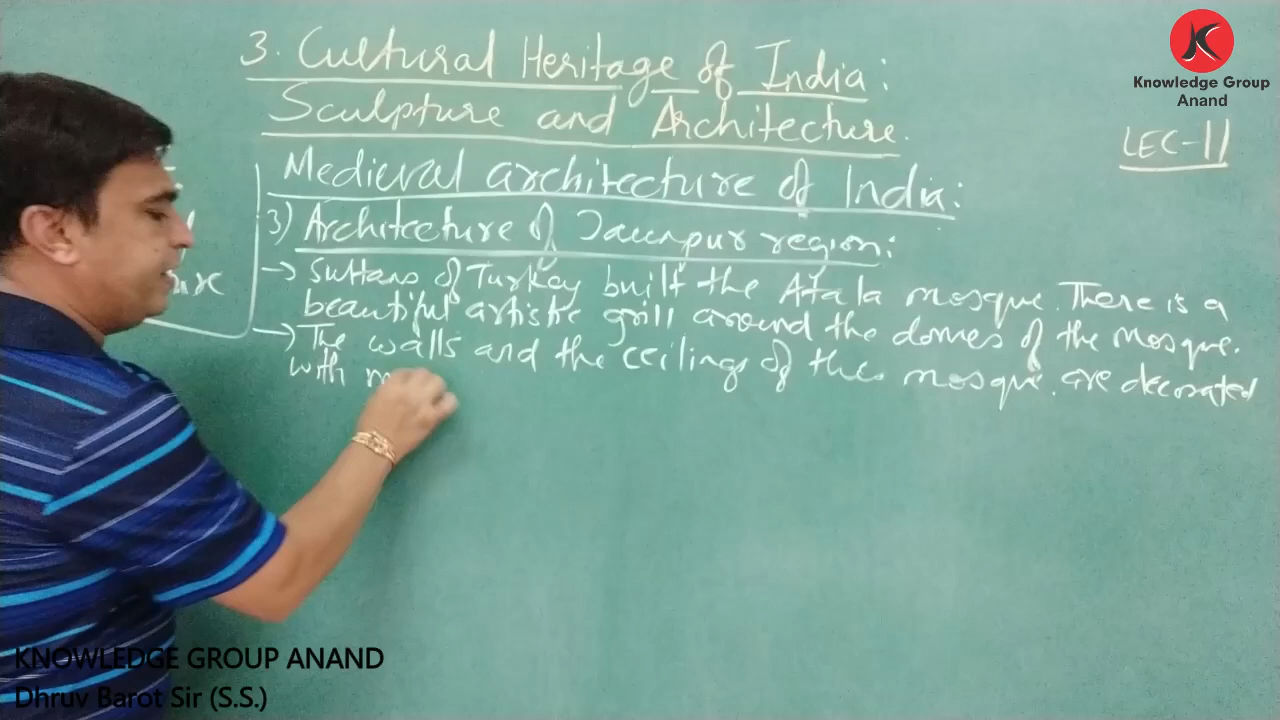 3. Cultural Heritage of India:
Sculpture and Architecture.
LEC-11
Medieval architecture of India:
3) Architecture of Jaunpur region:
→ Sultans of Turkey built the Atala mosque. There is a
beautiful artistic grill around the domes of the mosque.
→ The walls and the ceilings of the mosque are decorated
with
Knowledge Group
Anand
KNOWLEDGE GROUP ANAND
Dhruv Barot Sir (S.S.)